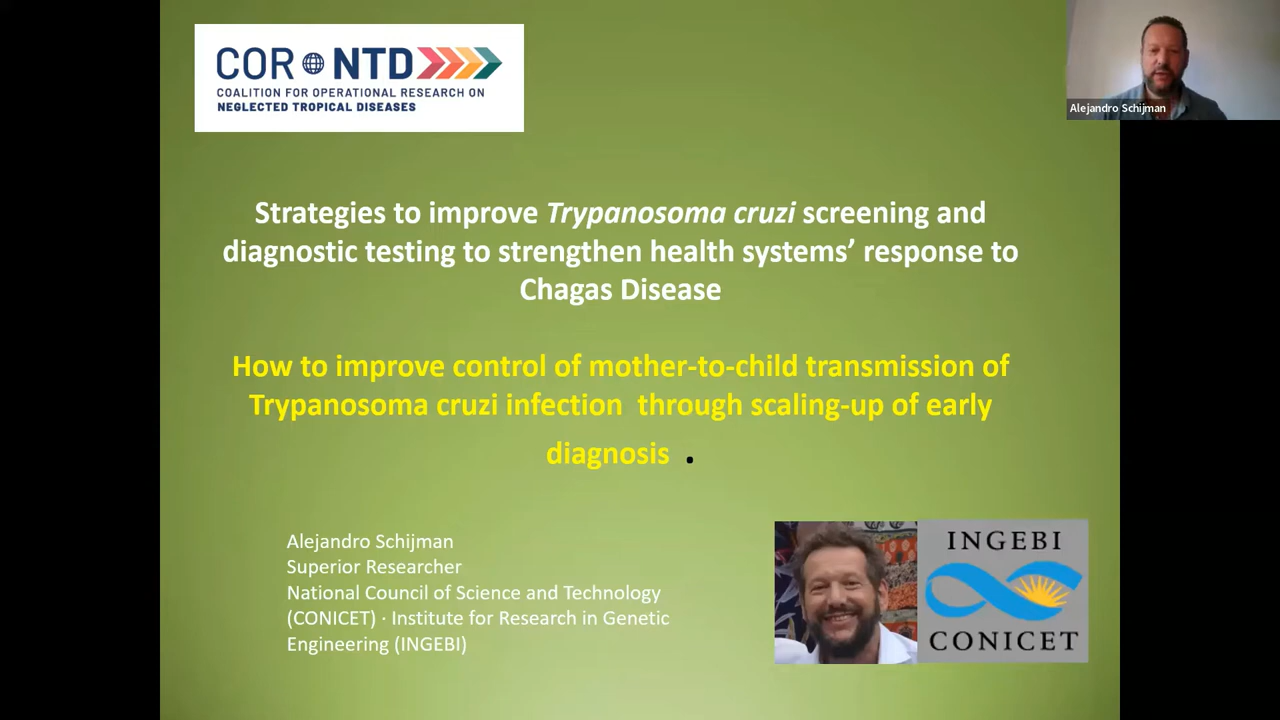 COR NTD
COALITION FOR OPERATIONAL RESEARCH ON
NEGLECTED TROPICAL DISEASES
Alejandro Schijman
Strategies to improve Trypanosoma cruzi screening and
diagnostic testing to strengthen health systems’ response to
Chagas Disease
How to improve control of mother-to-child transmission of
Trypanosoma cruzi infection through scaling-up of early
diagnosis .
Alejandro Schijman
Superior Researcher
National Council of Science and Technology
(CONICET) · Institute for Research in Genetic
Engineering (INGEBI)
INGEBI
CONICET